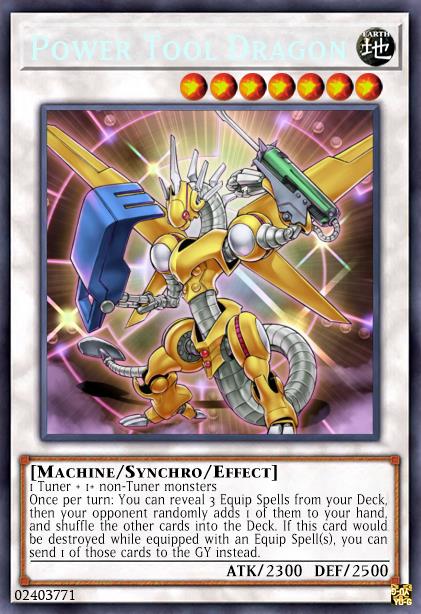 Power Tool Dragon
EARTH
地
[Machine/Synchro/Effect]
1 Tuner + 1+ non-Tuner monsters
Once per turn: You can reveal 3 Equip Spells from your Deck,
then your opponent randomly adds 1 of them to your hand,
and shuffle the other cards into the Deck. If this card would
be destroyed while equipped with an Equip Spell(s), you can
send 1 of those cards to the GY instead.
ATK/2300 DEF/2500
02403771